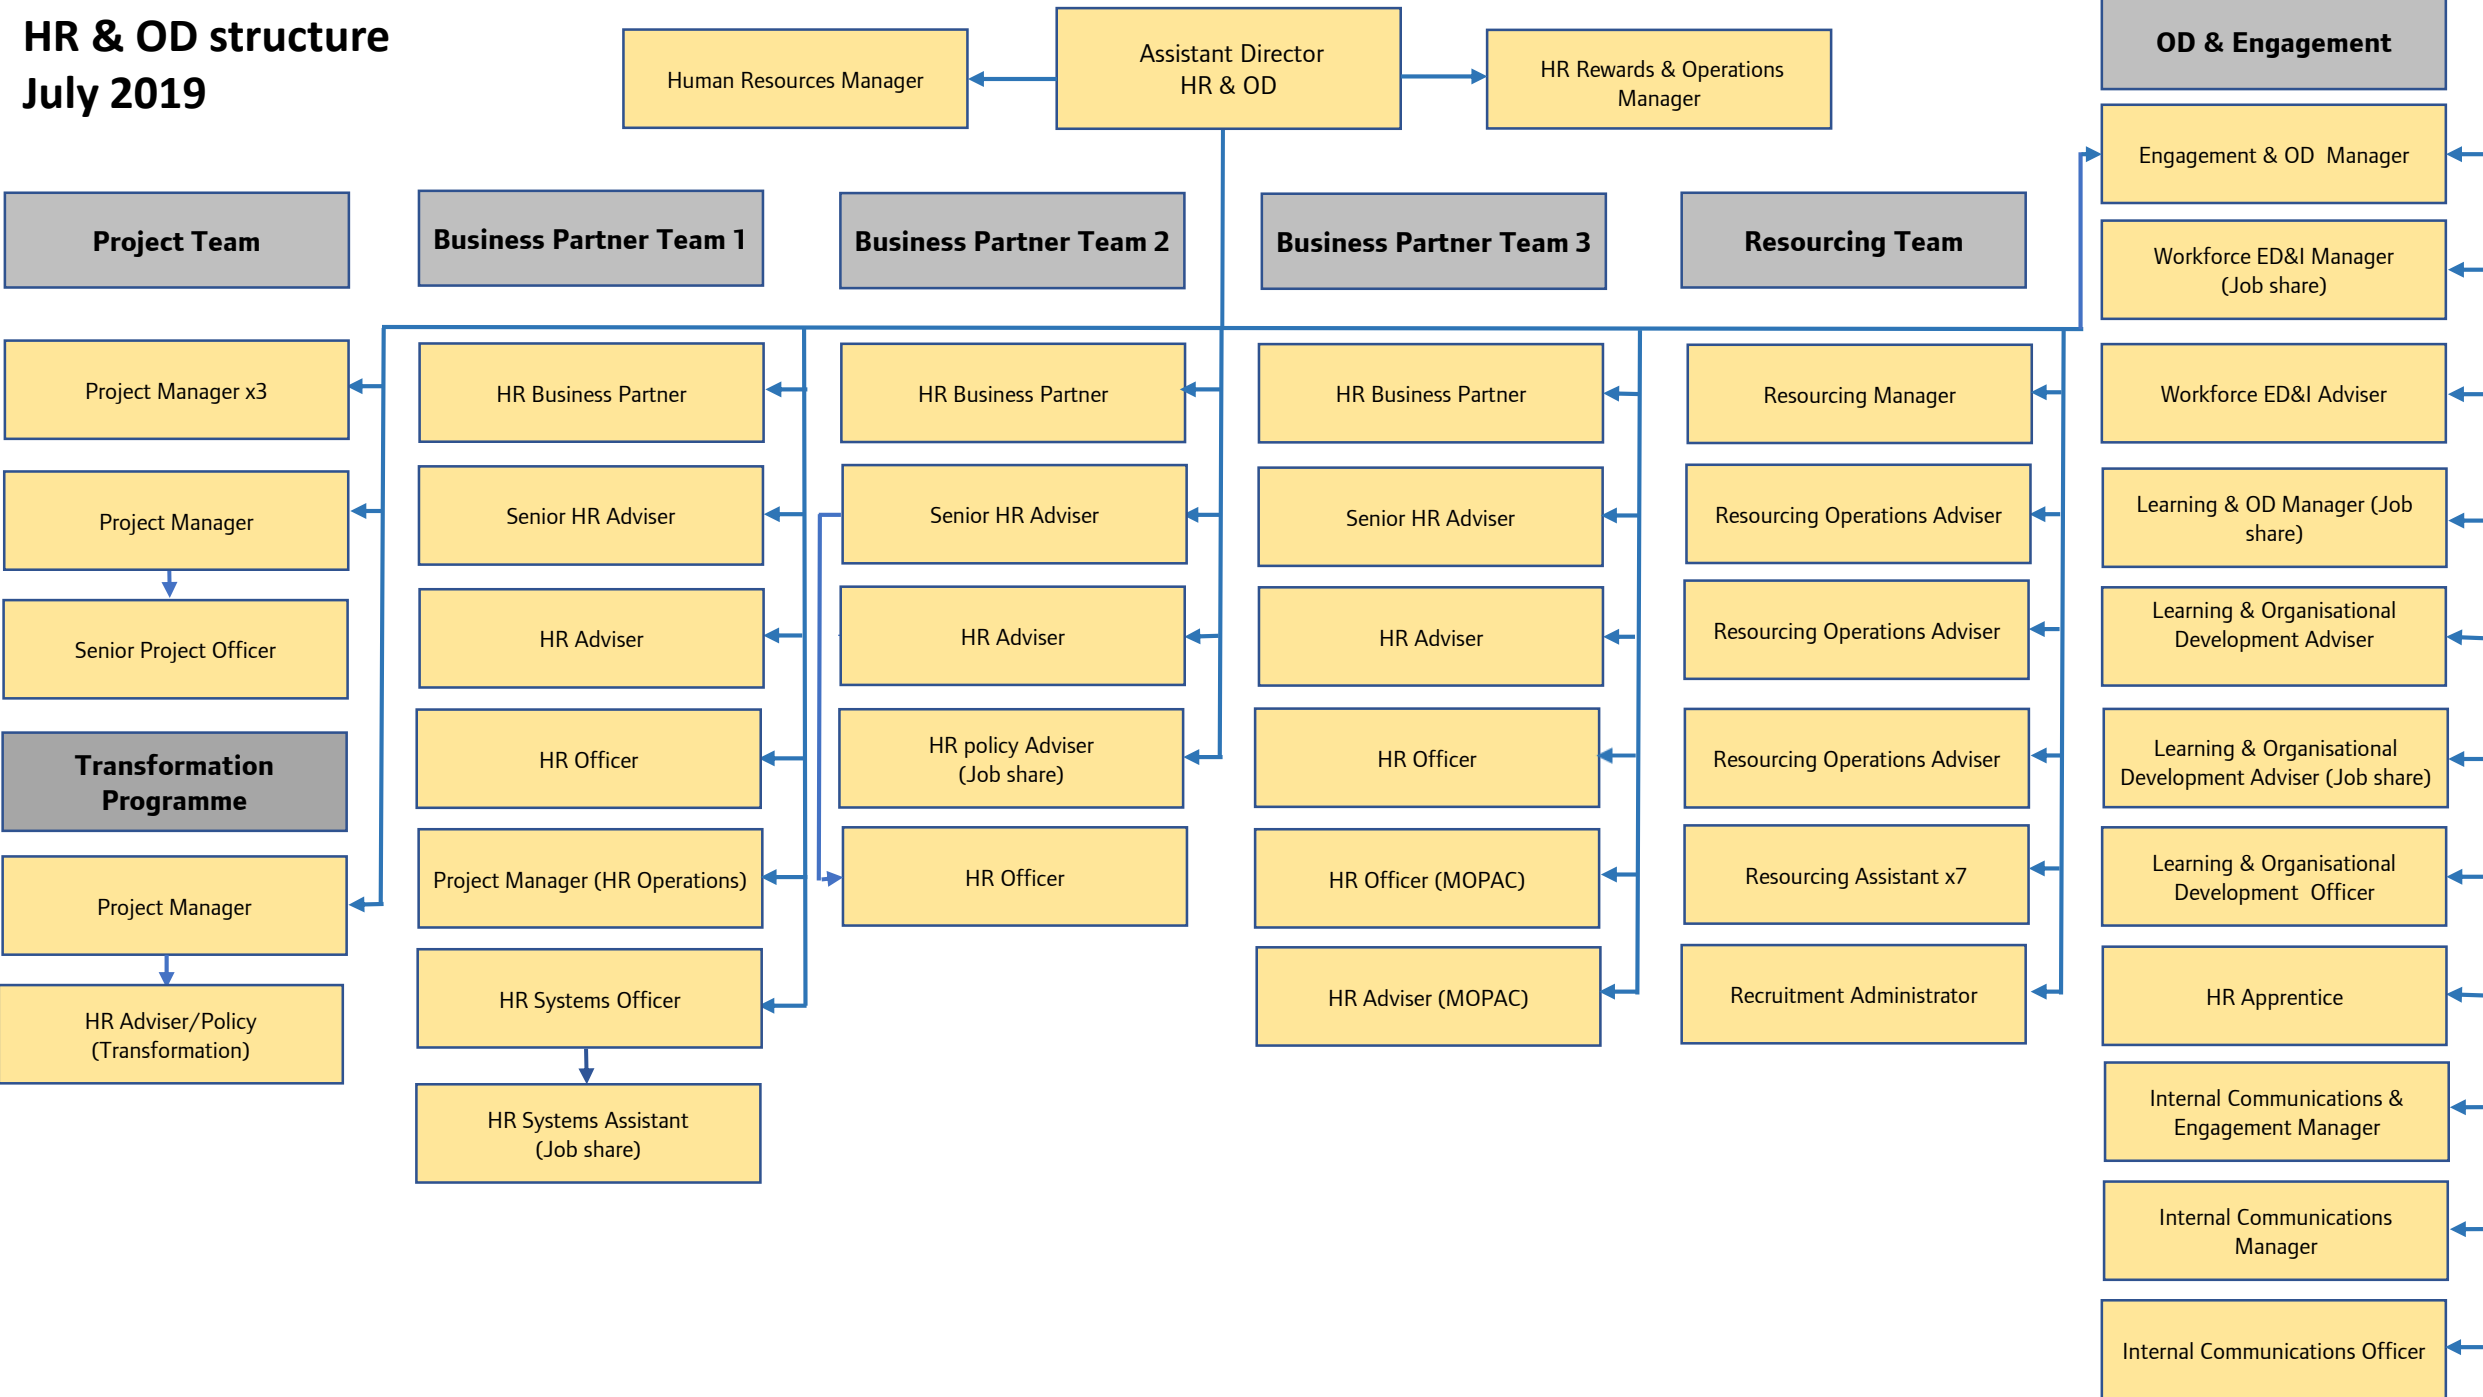 HR & OD structure
July 2019
Human Resources Manager
Assistant Director
HR & OD
HR Rewards & Operations
Manager
Project Team
Project Manager x3
Project Manager
Senior Project Officer
Transformation
Programme
Project Manager
HR Adviser/Policy
(Transformation)
Business Partner Team 1
HR Business Partner
Senior HR Adviser
HR Adviser
HR Officer
Project Manager (HR Operations)
HR Systems Officer
HR Systems Assistant
(Job share)
Business Partner Team 2
HR Business Partner
Senior HR Adviser
HR Adviser
HR policy Adviser
(Job share)
HR Officer
Business Partner Team 3
HR Business Partner
Senior HR Adviser
HR Adviser
HR Officer
HR Officer (MOPAC)
HR Adviser (MOPAC)
Resourcing Team
Resourcing Manager
Resourcing Operations Adviser
Resourcing Operations Adviser
Resourcing Operations Adviser
Resourcing Assistant x7
Recruitment Administrator
OD & Engagement
Engagement & OD Manager
Workforce ED&I Manager
(Job share)
Workforce ED&I Adviser
Learning & OD Manager (Job
share)
Learning & Organisational
Development Adviser
Learning & Organisational
Development Adviser (Job share)
Learning & Organisational
Development Officer
HR Apprentice
Internal Communications &
Engagement Manager
Internal Communications
Manager
Internal Communications Officer